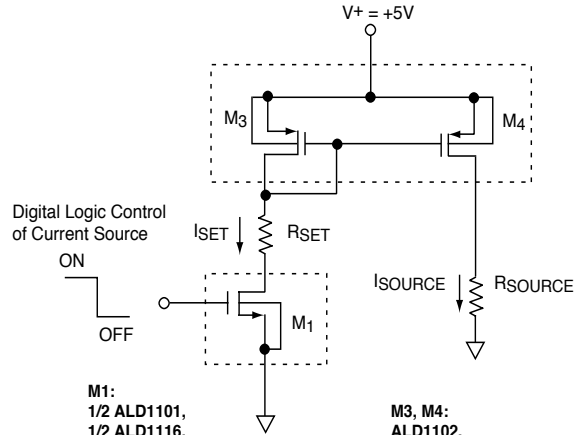 V+ = +5V
M3
M4
Digital Logic Control
of Current Source
ON
OFF
ISET
RSET
ISOURCE
RSOURCE
M1
M1:
1/2 ALD1101,
1/2 ALD1116,
M3, M4:
ALD1102,